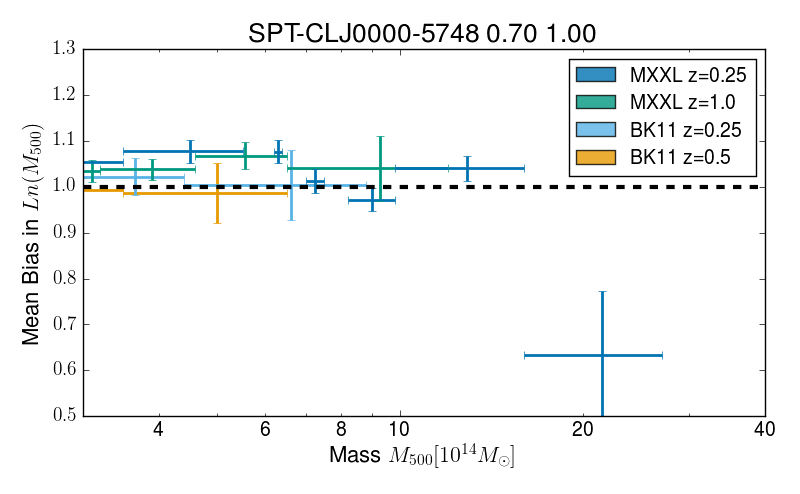 SPT-CLJ0000-5748 0.70 1.00
Mean Bias in Ln(M500)
1.3
1.2
1.1
1.0
0.9
0.8
0.7
0.6
0.5
MXXL z=0.25
MXXL z=1.0
BK11 z=0.25
BK11 z=0.5
4 6 8 10 20 40
Mass M500[10^14M⊙]